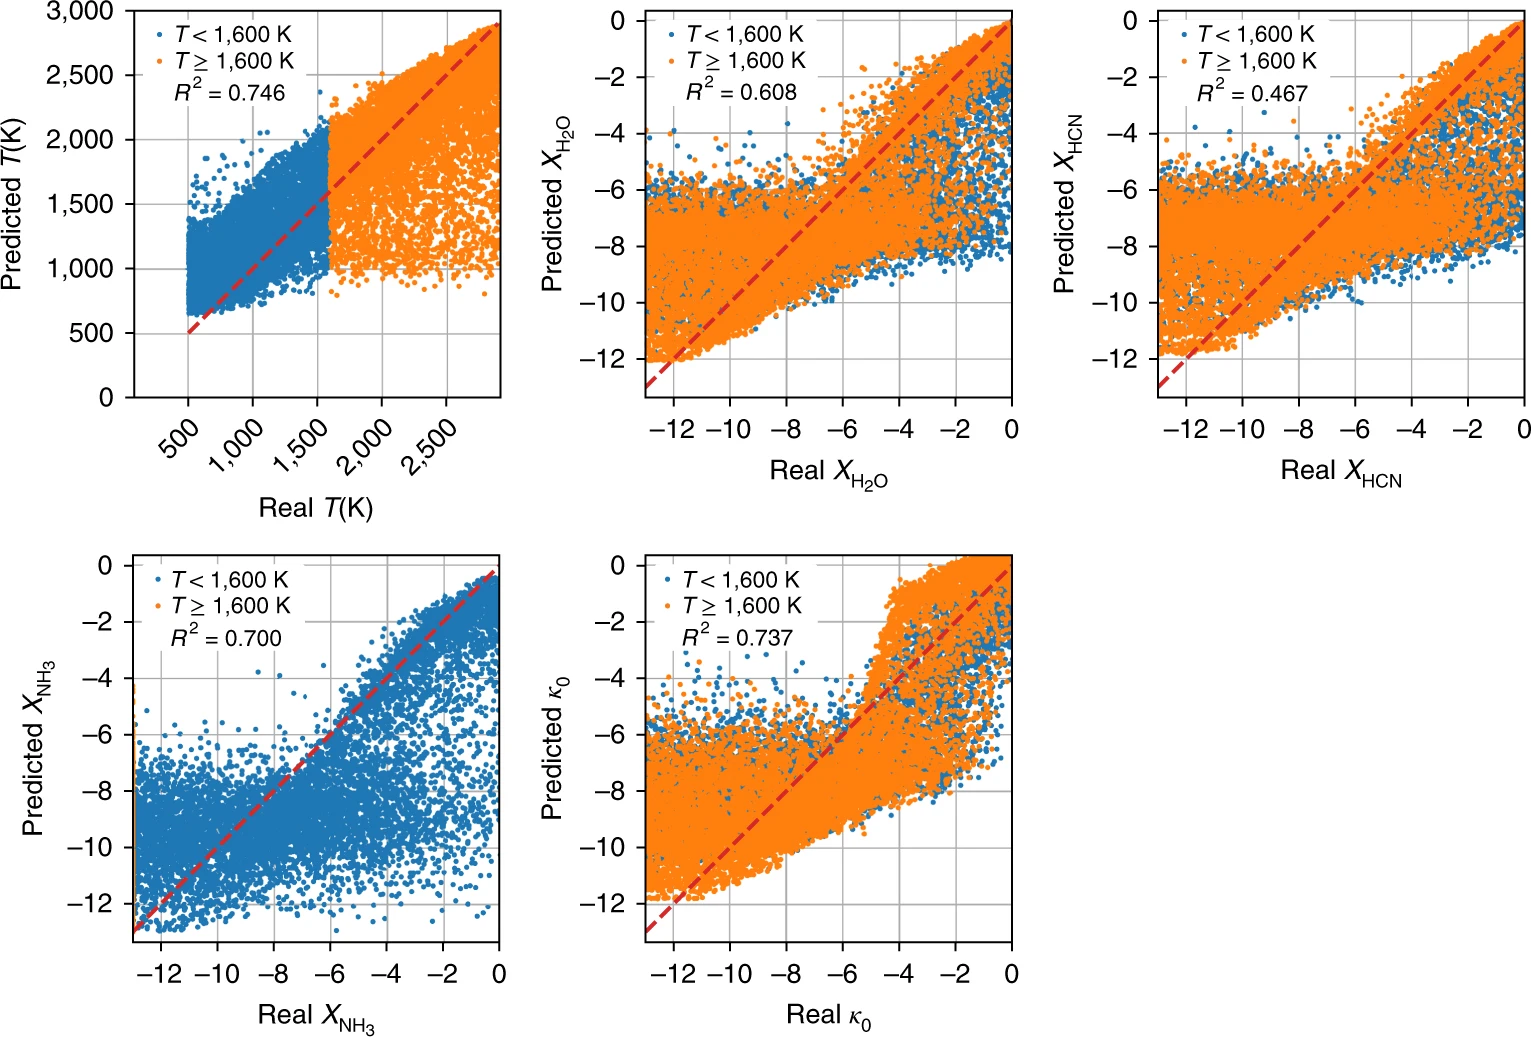 3,000
2,500
2,000
1,500
1,000
500
0
Predicted T(K)
T < 1,600 K
T ≥ 1,600 K
R² = 0.746
500
1,000
1,500
2,000
2,500
Real T(K)
0
−2
−4
−6
−8
−10
−12
Predicted X_H₂O
T < 1,600 K
T ≥ 1,600 K
R² = 0.608
−12 −10 −8 −6 −4 −2 0
Real X_H₂O
0
−2
−4
−6
−8
−10
−12
Predicted X_HCN
T < 1,600 K
T ≥ 1,600 K
R² = 0.467
−12 −10 −8 −6 −4 −2 0
Real X_HCN
0
−2
−4
−6
−8
−10
−12
Predicted X_NH₃
T < 1,600 K
T ≥ 1,600 K
R² = 0.700
−12 −10 −8 −6 −4 −2 0
Real X_NH₃
0
−2
−4
−6
−8
−10
−12
Predicted κ₀
T < 1,600 K
T ≥ 1,600 K
R² = 0.737
−12 −10 −8 −6 −4 −2 0
Real κ₀